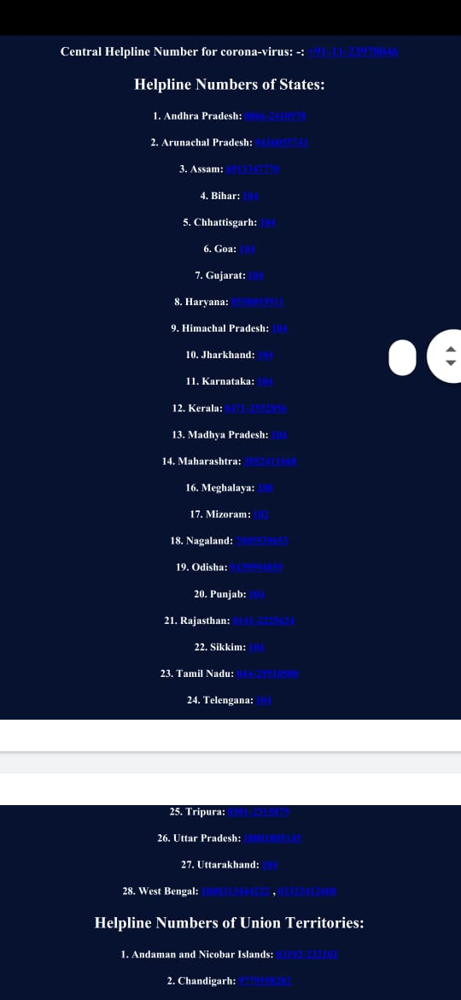 Central Helpline Number for corona-virus: -: +91-11-23978046
Helpline Numbers of States:
1. Andhra Pradesh: 0866-2410978
2. Arunachal Pradesh: 9436055743
3. Assam: 6913347770
4. Bihar: 104
5. Chhattisgarh: 104
6. Goa: 104
7. Gujarat: 104
8. Haryana: 8558893911
9. Himachal Pradesh: 104
10. Jharkhand: 104
11. Karnataka: 104
12. Kerala: 0471-2552056
13. Madhya Pradesh: 104
14. Maharashtra: 3852411668
16. Meghalaya: 108
17. Mizoram: 102
18. Nagaland: 7005539653
19. Odisha: 9439994859
20. Punjab: 104
21. Rajasthan: 0141-2225624
22. Sikkim: 104
23. Tamil Nadu: 044-29510500
24. Telengana: 104
25. Tripura: 0381-2315879
26. Uttar Pradesh: 18001805145
27. Uttarakhand: 104
28. West Bengal: 1800313444222 , 03323412600
Helpline Numbers of Union Territories:
1. Andaman and Nicobar Islands: 03192-232102
2. Chandigarh: 9779558282